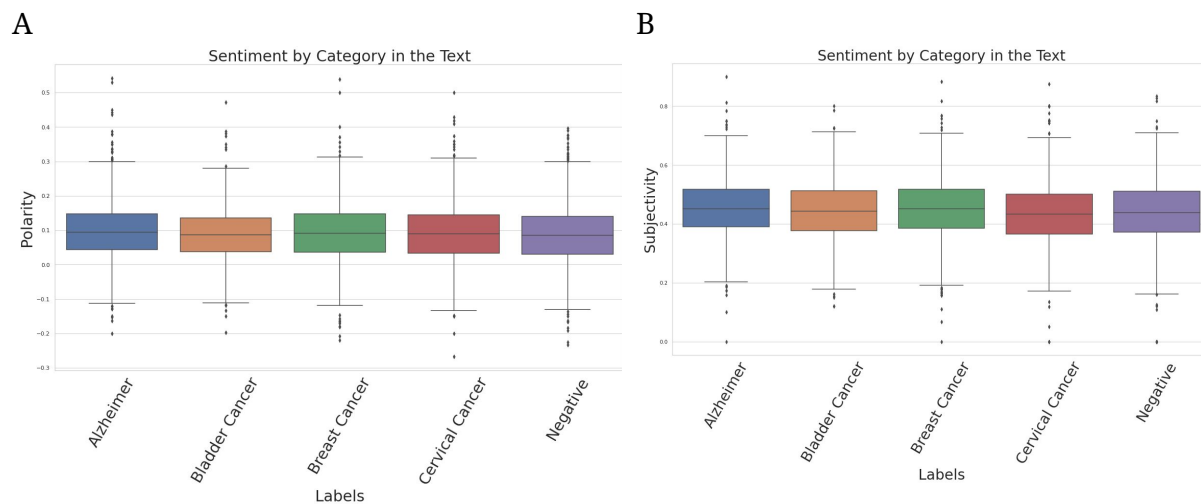 A
Sentiment by Category in the Text
Polarity
0.5
0.4
0.3
0.2
0.1
0.0
−0.1
−0.2
−0.3
Alzheimer
Bladder Cancer
Breast Cancer
Cervical Cancer
Negative
Labels
B
Sentiment by Category in the Text
Subjectivity
0.8
0.6
0.4
0.2
0.0
Alzheimer
Bladder Cancer
Breast Cancer
Cervical Cancer
Negative
Labels